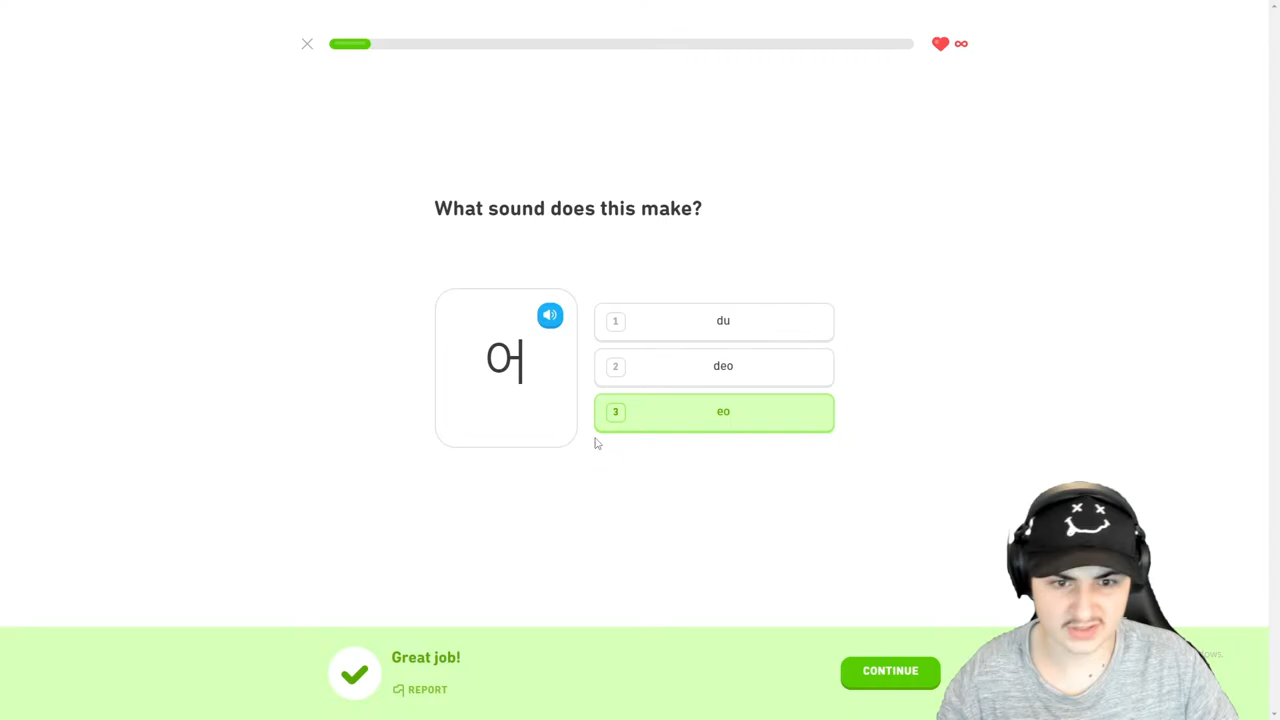 ∞
What sound does this make?
어
1 du
2 deo
3 eo
Great job!
REPORT
CONTINUE